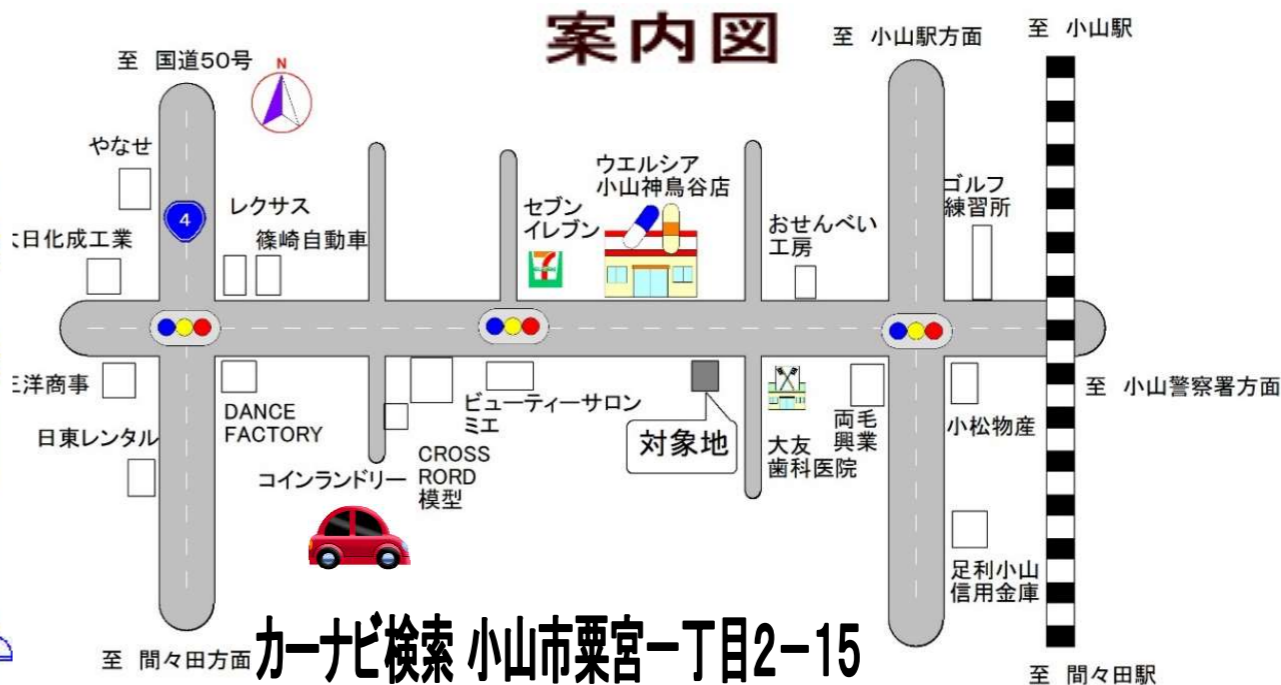 案内図
至 小山駅方面
至 小山駅
至 国道50号
N
やなせ
4
レクサス
日化成工業
篠崎自動車
セブン
イレブン
7
ウエルシア
小山神鳥谷店
おせんべい
工房
ゴルフ
練習所
洋商事
日東レンタル
DANCE
FACTORY
コインランドリー
CROSS
RORD
模型
ビューティーサロン
ミエ
対象地
大友
歯科医院
両毛
興業
小松物産
至 小山警察署方面
足利小山
信用金庫
至 間々田方面
カーナビ検索 小山市粟宮一丁目2-15
至 間々田駅